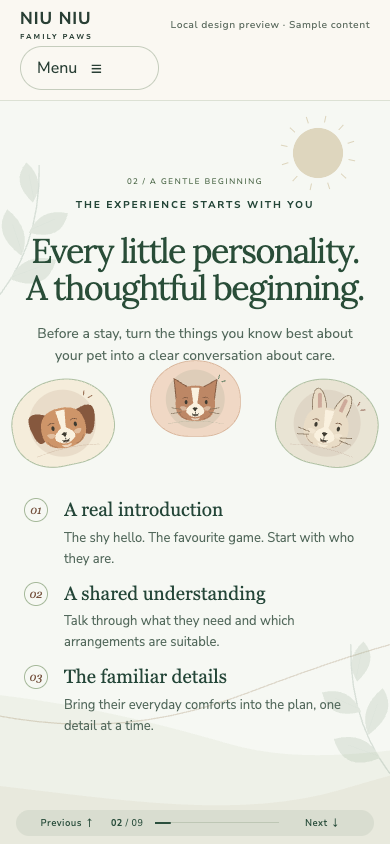 NIU NIU
FAMILY PAWS
Local design preview · Sample content
Menu ≡
02 / A GENTLE BEGINNING
THE EXPERIENCE STARTS WITH YOU
Every little personality.
A thoughtful beginning.
Before a stay, turn the things you know best about
your pet into a clear conversation about care.
01 A real introduction
The shy hello. The favourite game. Start with who
they are.
02 A shared understanding
Talk through what they need and which
arrangements are suitable.
03 The familiar details
Bring their everyday comforts into the plan, one
detail at a time.
Previous ↑ 02 / 09 Next ↓